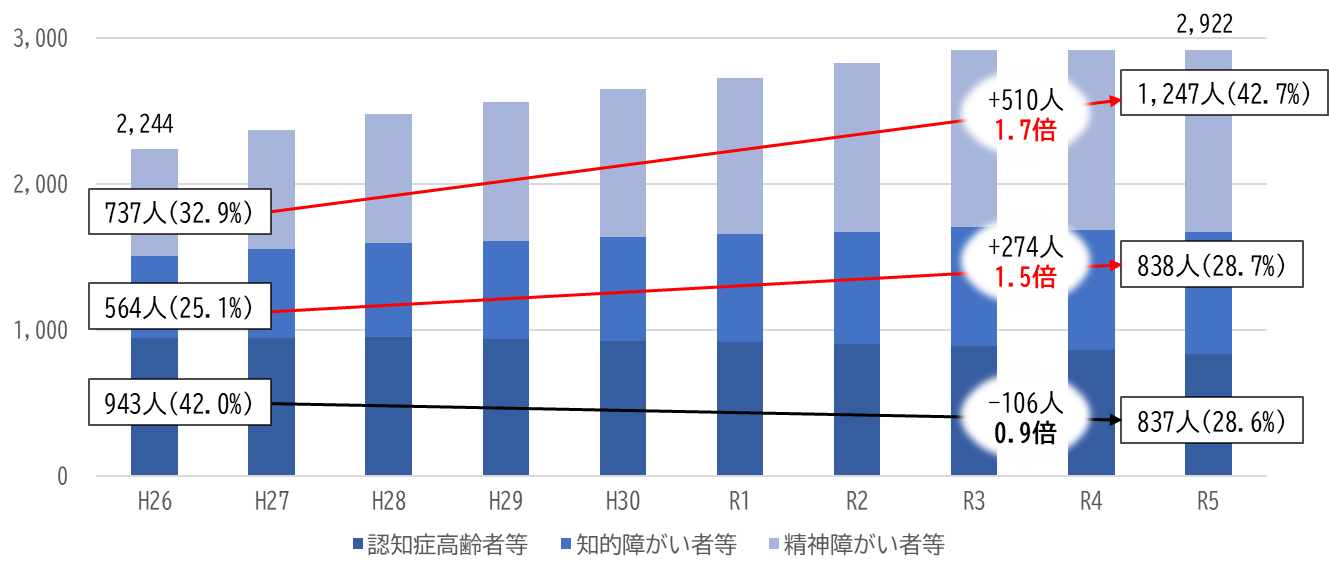 2,922
3,000
+510人
1.7倍
1,247人(42.7%)
2,244
2,000
737人(32.9%)
+274人
1.5倍
838人(28.7%)
564人(25.1%)
1,000
943人(42.0%)
-106人
0.9倍
837人(28.6%)
0
H26 H27 H28 H29 H30 R1 R2 R3 R4 R5
認知症高齢者等 知的障がい者等 精神障がい者等